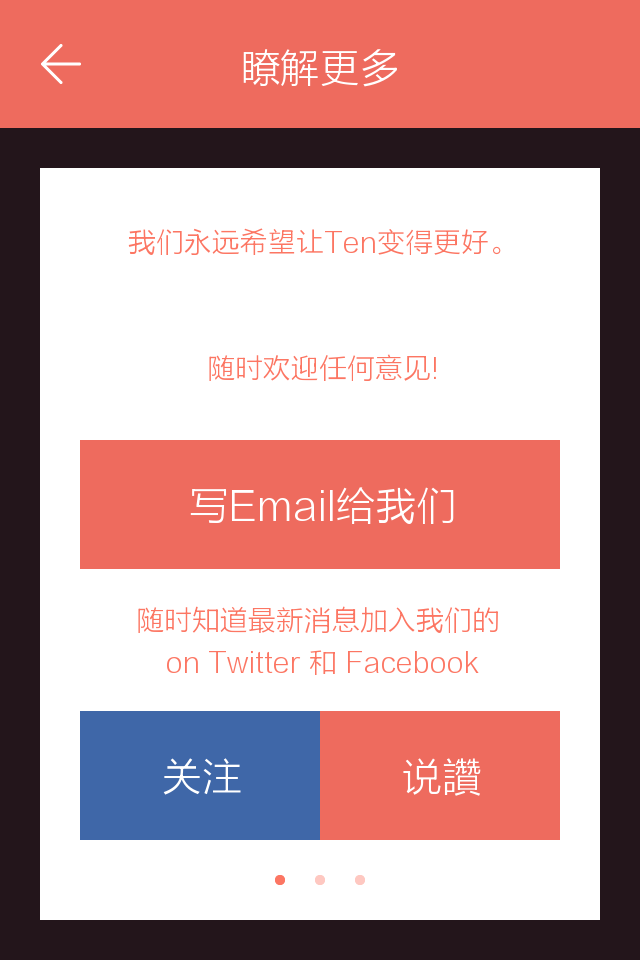 瞭解更多
我们永远希望让Ten变得更好。
随时欢迎任何意见!
写Email给我们
随时知道最新消息加入我们的
on Twitter 和 Facebook
关注
说讚